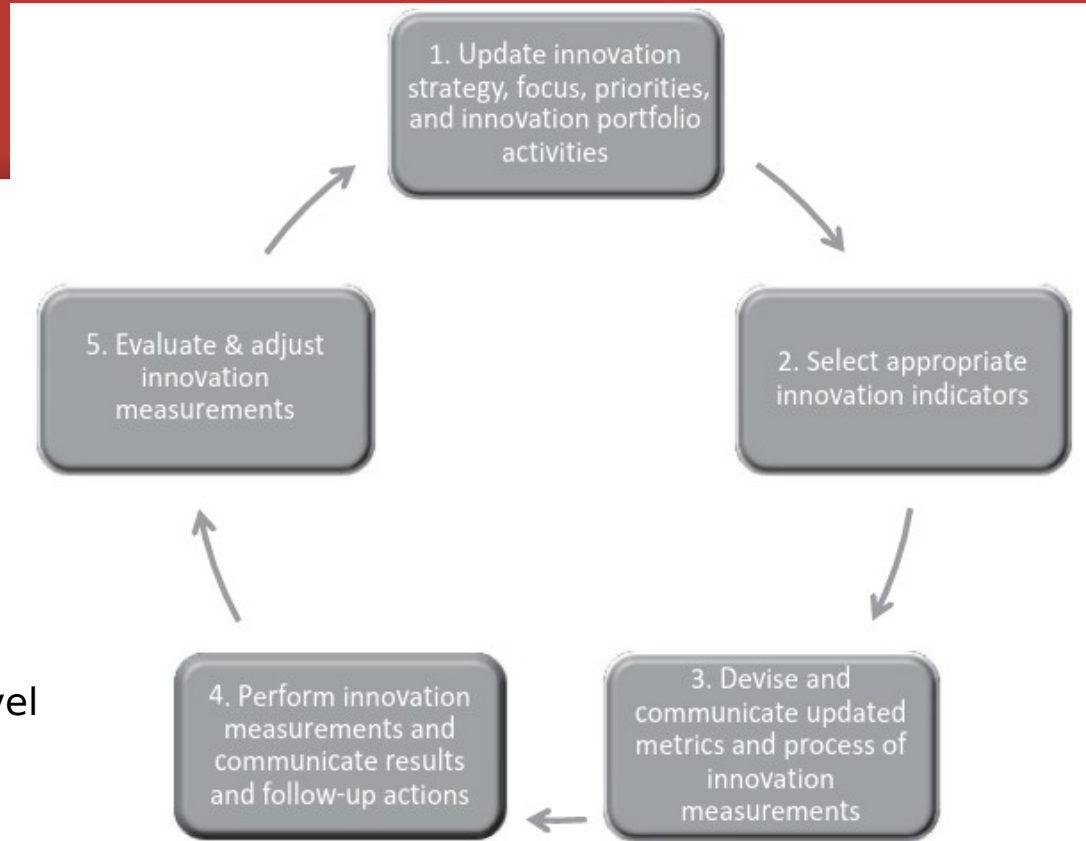 1. Update innovation
strategy, focus, priorities,
and innovation portfolio
activities
2. Select appropriate
innovation indicators
3. Devise and
communicate updated
metrics and process of
innovation
measurements
4. Perform innovation
measurements and
communicate results
and follow-up actions
5. Evaluate & adjust
innovation
measurements